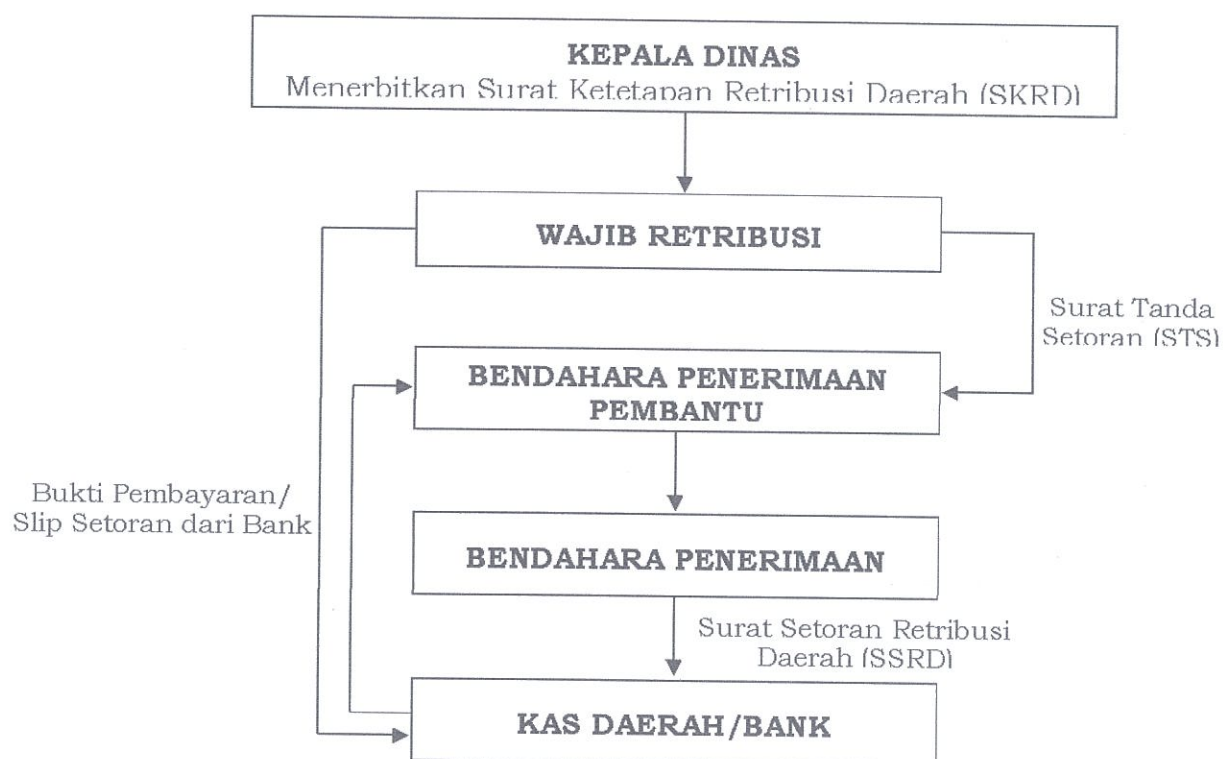 KEPALA DINAS
Menerbitkan Surat Ketetapan Retribusi Daerah (SKRD)
WAJIB RETRIBUSI
Surat Tanda
Setoran (STS)
BENDAHARA PENERIMAAN
PEMBANTU
Bukti Pembayaran/
Slip Setoran dari Bank
BENDAHARA PENERIMAAN
Surat Setoran Retribusi
Daerah (SSRD)
KAS DAERAH/BANK